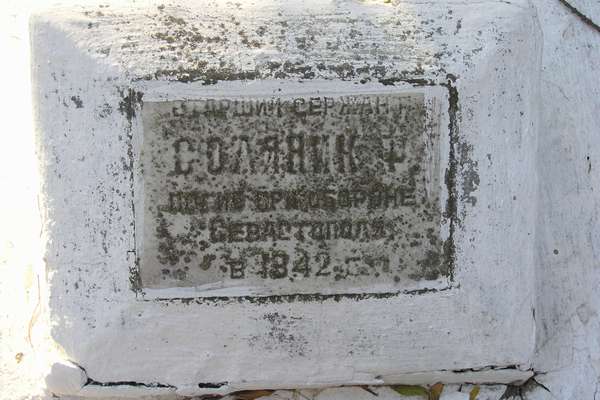 СТАРШИЙ СЕРЖАНТ
СОЛЯНИК
ПОГИБ ПРИ ОБОРОНЕ
СЕВАСТОПОЛЯ
В 1942 Г.